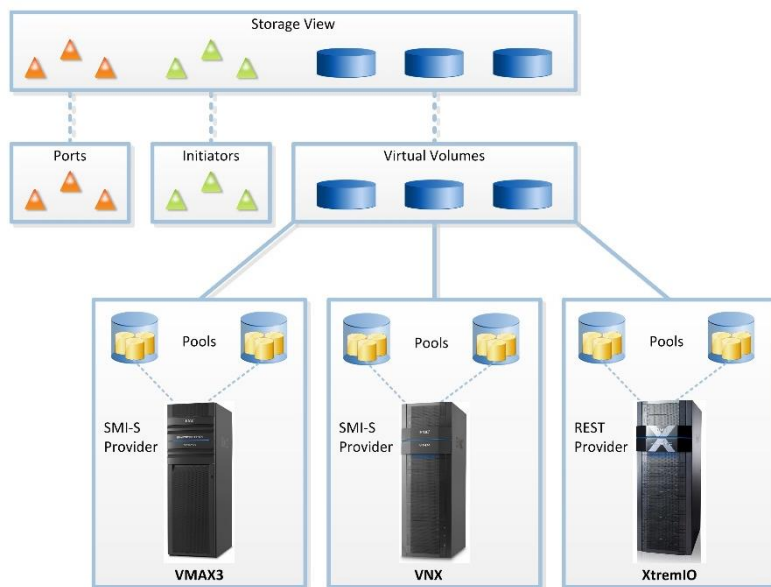 Storage View
Ports
Initiators
Virtual Volumes
Pools
SMI-S
Provider
VMAX3
Pools
SMI-S
Provider
VNX
Pools
REST
Provider
X
XtremIO